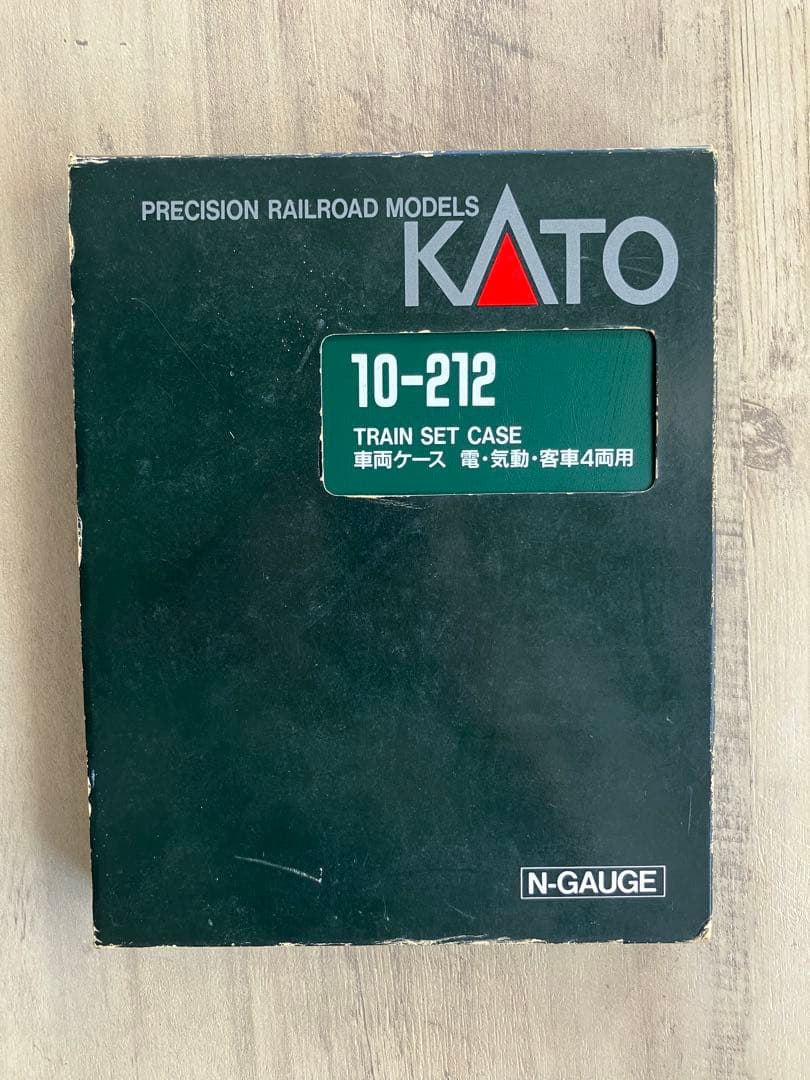 PRECISION RAILROAD MODELS
KATO
10-212
TRAIN SET CASE
車両ケース 電・気動・客車4両用
N-GAUGE